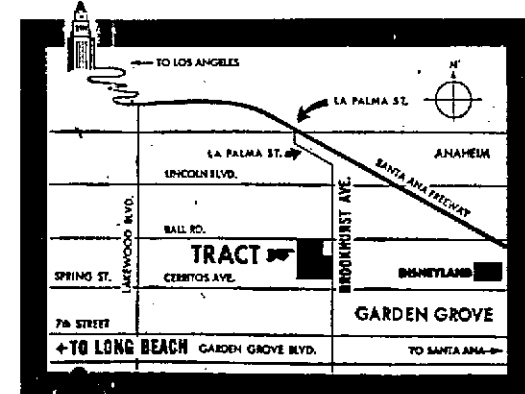 TO LOS ANGELES
N
LA PALMA ST.
LA PALMA ST.
ANAHEIM
LINCOLN BLVD.
SANTA ANA FREEWAY
LAKEWOOD BLVD.
BROOKHURST AVE.
BALL RD.
TRACT
SPRING ST.
CERRITOS AVE.
DISNEYLAND
GARDEN GROVE
7th STREET
TO LONG BEACH
GARDEN GROVE BLVD.
TO SANTA ANA